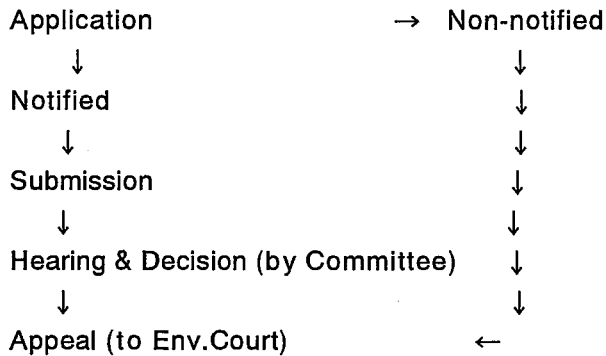 Application → Non-notified
↓ ↓
Notified ↓
↓ ↓
Submission ↓
↓ ↓
Hearing & Decision (by Committee) ↓
↓ ↓
Appeal (to Env.Court) ←